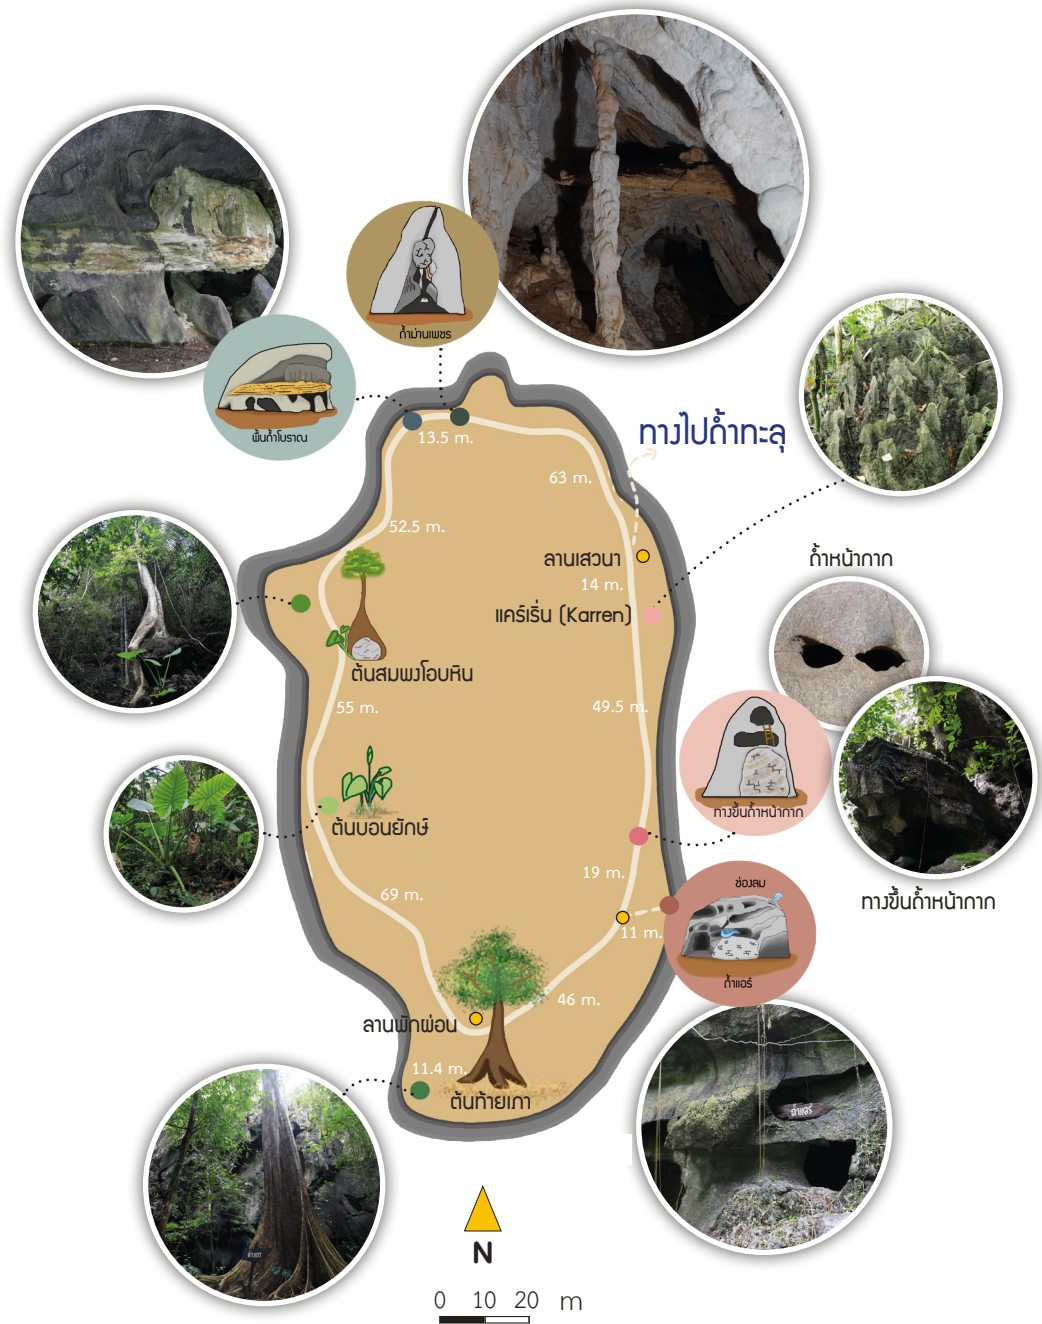 ถ้ำม่านเพชร
พื้นถ้ำโบราณ
13.5 m.
ทางไปถ้ำทะลุ
63 m.
52.5 m.
ลานเสวนา
14 m.
ถ้ำหน้ากาก
แคร์เริ่น (Karren)
ต้นสมพงโอบหิน
55 m.
49.5 m.
ทางขึ้นถ้ำหน้ากาก
ต้นบอนยักษ์
19 m.
ช่องลม
69 m.
ทางขึ้นถ้ำหน้ากาก
11 m.
ถ้ำแอร์
46 m.
ลานพักผ่อน
11.4 m.
ต้นท้ายเภา
ถ้ำแอร์
N
0 10 20 m